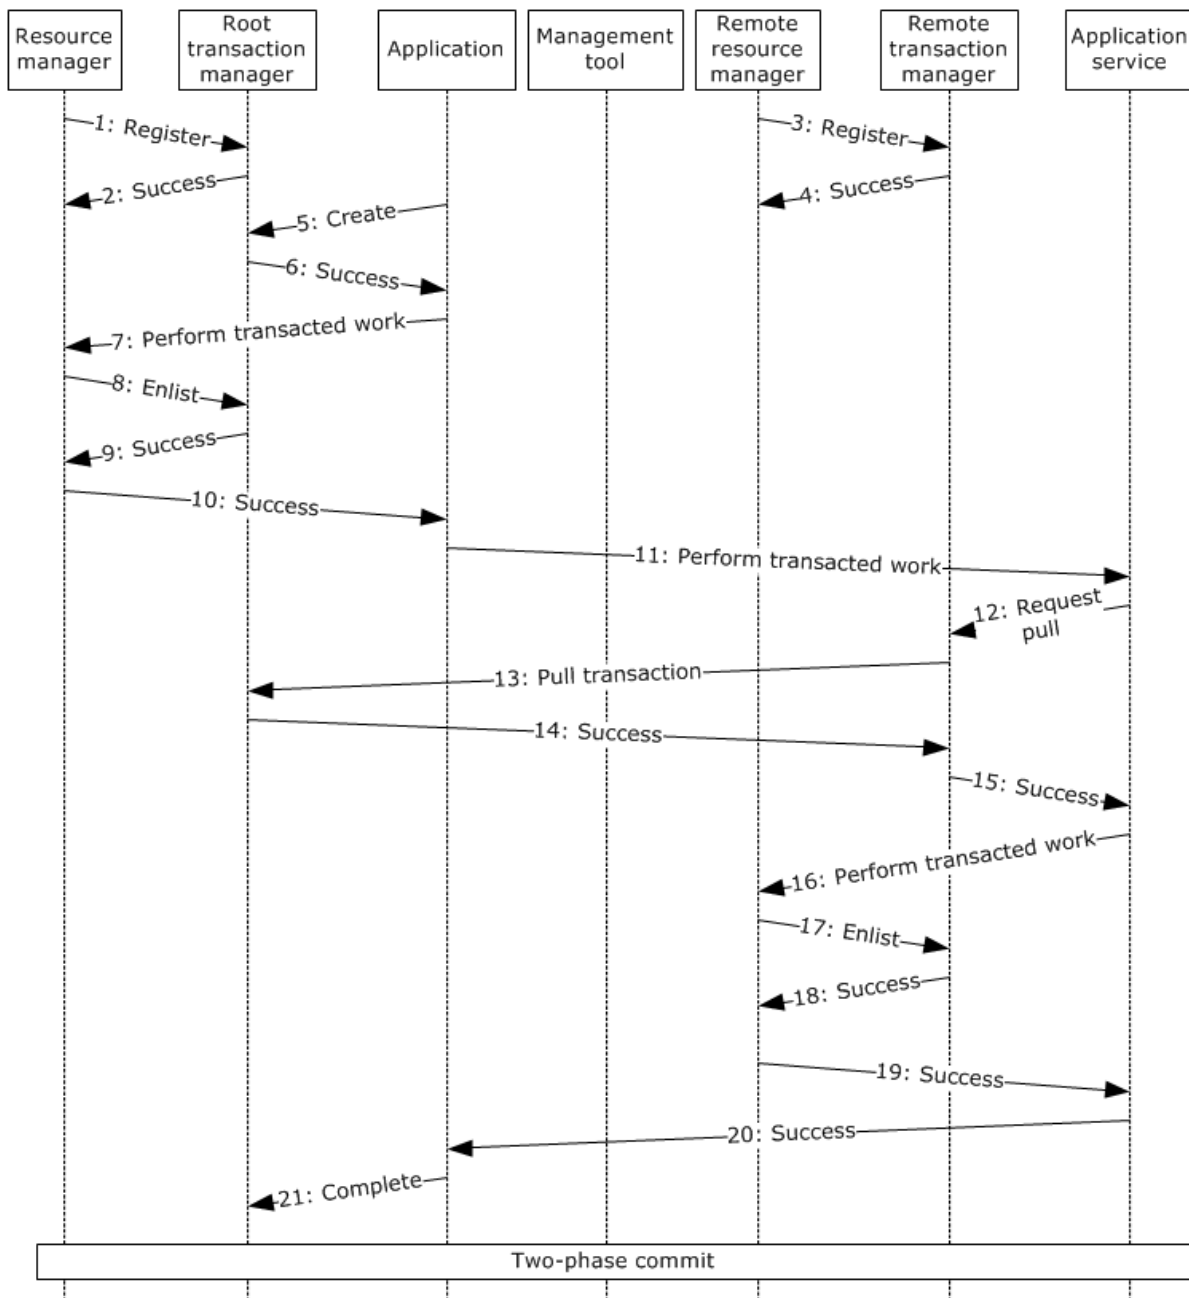 Resource
manager
Root
transaction
manager
Application
Management
tool
Remote
resource
manager
Remote
transaction
manager
Application
service
1: Register
3: Register
2: Success
4: Success
5: Create
6: Success
7: Perform transacted work
8: Enlist
9: Success
10: Success
11: Perform transacted work
12: Request
pull
13: Pull transaction
14: Success
15: Success
16: Perform transacted work
17: Enlist
18: Success
19: Success
20: Success
21: Complete
Two-phase commit